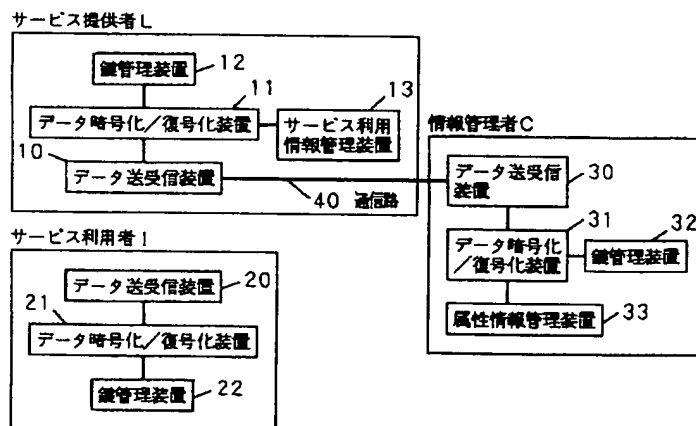 サービス提供者L
鍵管理装置
12
11
データ暗号化/復号化装置
13
サービス利用
情報管理装置
10
データ送受信装置
40
通信路
情報管理者C
データ送受信
装置
30
31
データ暗号化
/復号化装置
32
鍵管理装置
属性情報管理装置
33
サービス利用者I
データ送受信装置
20
21
データ暗号化/復号化装置
鍵管理装置
22